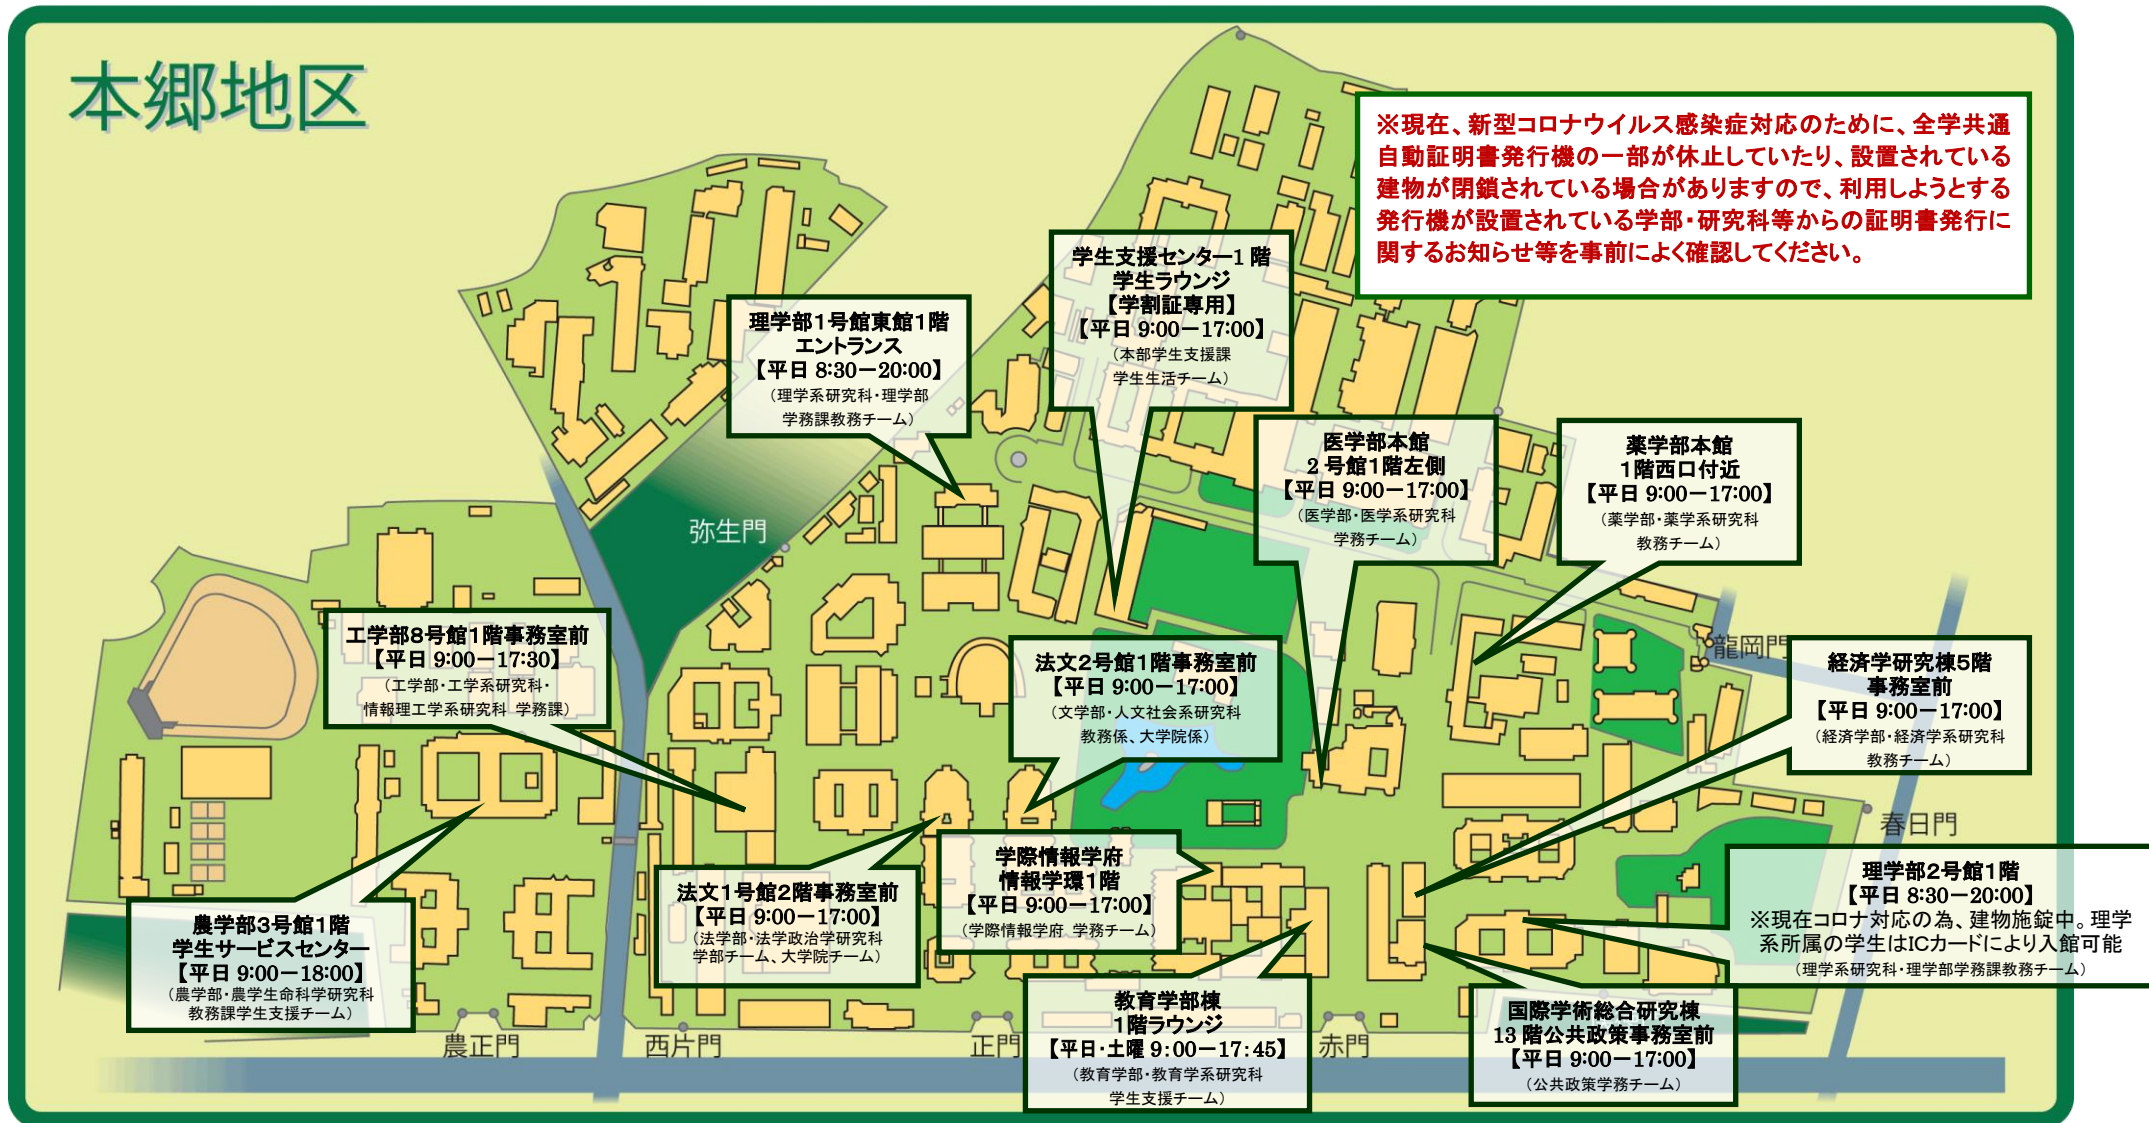 本郷地区
※現在、新型コロナウイルス感染症対応のために、全学共通
自動証明書発行機の一部が休止していたり、設置されている
建物が閉鎖されている場合がありますので、利用しようとする
発行機が設置されている学部・研究科等からの証明書発行に
関するお知らせ等を事前によく確認してください。
学生支援センター1階
学生ラウンジ
【学割証専用】
【平日 9:00－17:00】
（本部学生支援課
学生生活チーム）
理学部1号館東館1階
エントランス
【平日 8:30－20:00】
（理学系研究科・理学部
学務課教務チーム）
医学部本館
2号館1階左側
【平日 9:00－17:00】
（医学部・医学系研究科
学務チーム）
薬学部本館
1階西口付近
【平日 9:00－17:00】
（薬学部・薬学系研究科
教務チーム）
弥生門
工学部8号館1階事務室前
【平日 9:00－17:30】
（工学部・工学系研究科・
情報理工学系研究科 学務課）
法文2号館1階事務室前
【平日 9:00－17:00】
（文学部・人文社会系研究科
教務係、大学院係）
龍岡門
経済学研究棟5階
事務室前
【平日 9:00－17:00】
（経済学部・経済学系研究科
教務チーム）
春日門
学際情報学府
情報学環1階
【平日 9:00－17:00】
（学際情報学府 学務チーム）
理学部2号館1階
【平日 8:30－20:00】
※現在コロナ対応の為、建物施錠中。理学
系所属の学生はICカードにより入館可能
（理学系研究科・理学部学務課教務チーム）
法文1号館2階事務室前
【平日 9:00－17:00】
（法学部・法学政治学研究科
学部チーム、大学院チーム）
農学部3号館1階
学生サービスセンター
【平日 9:00－18:00】
（農学部・農学生命科学研究科
教務課学生支援チーム）
教育学部棟
1階ラウンジ
【平日・土曜 9:00－17:45】
（教育学部・教育学系研究科
学生支援チーム）
国際学術総合研究棟
13階公共政策事務室前
【平日 9:00－17:00】
（公共政策学務チーム）
農正門
西片門
正門
赤門